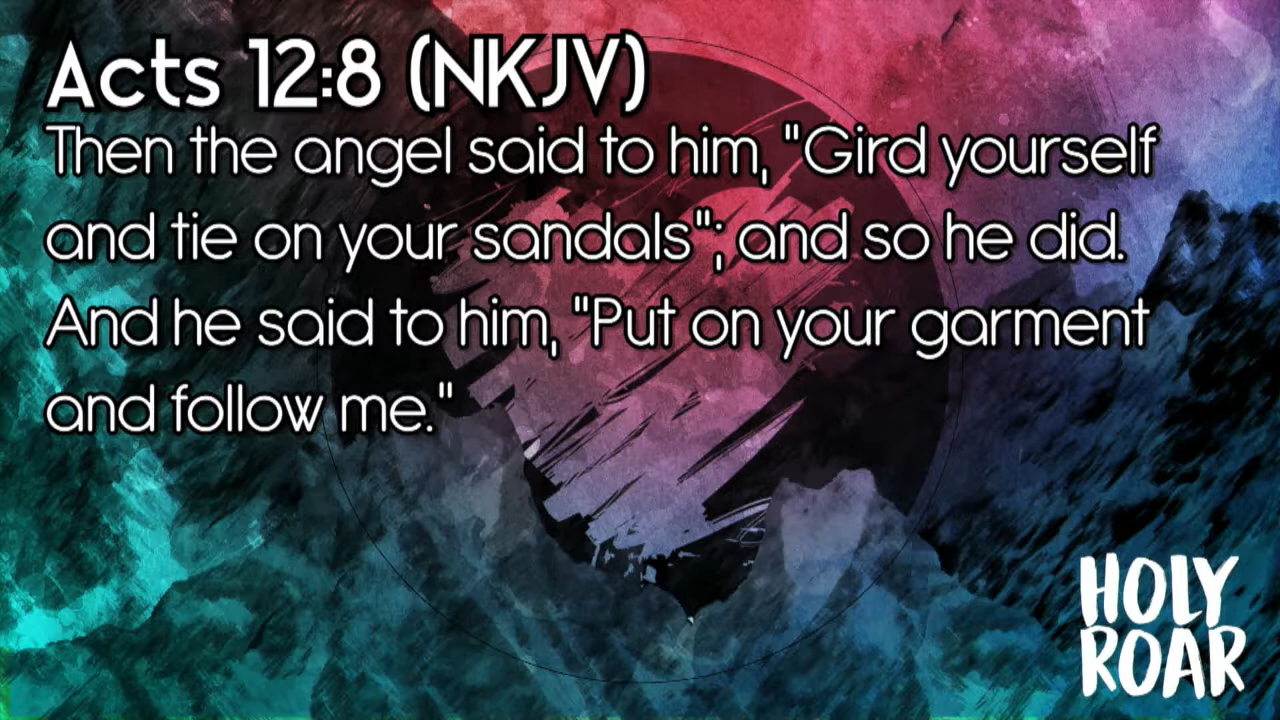 Acts 12:8 (NKJV)
Then the angel said to him, "Gird yourself
and tie on your sandals"; and so he did.
And he said to him, "Put on your garment
and follow me."
HOLY
ROAR